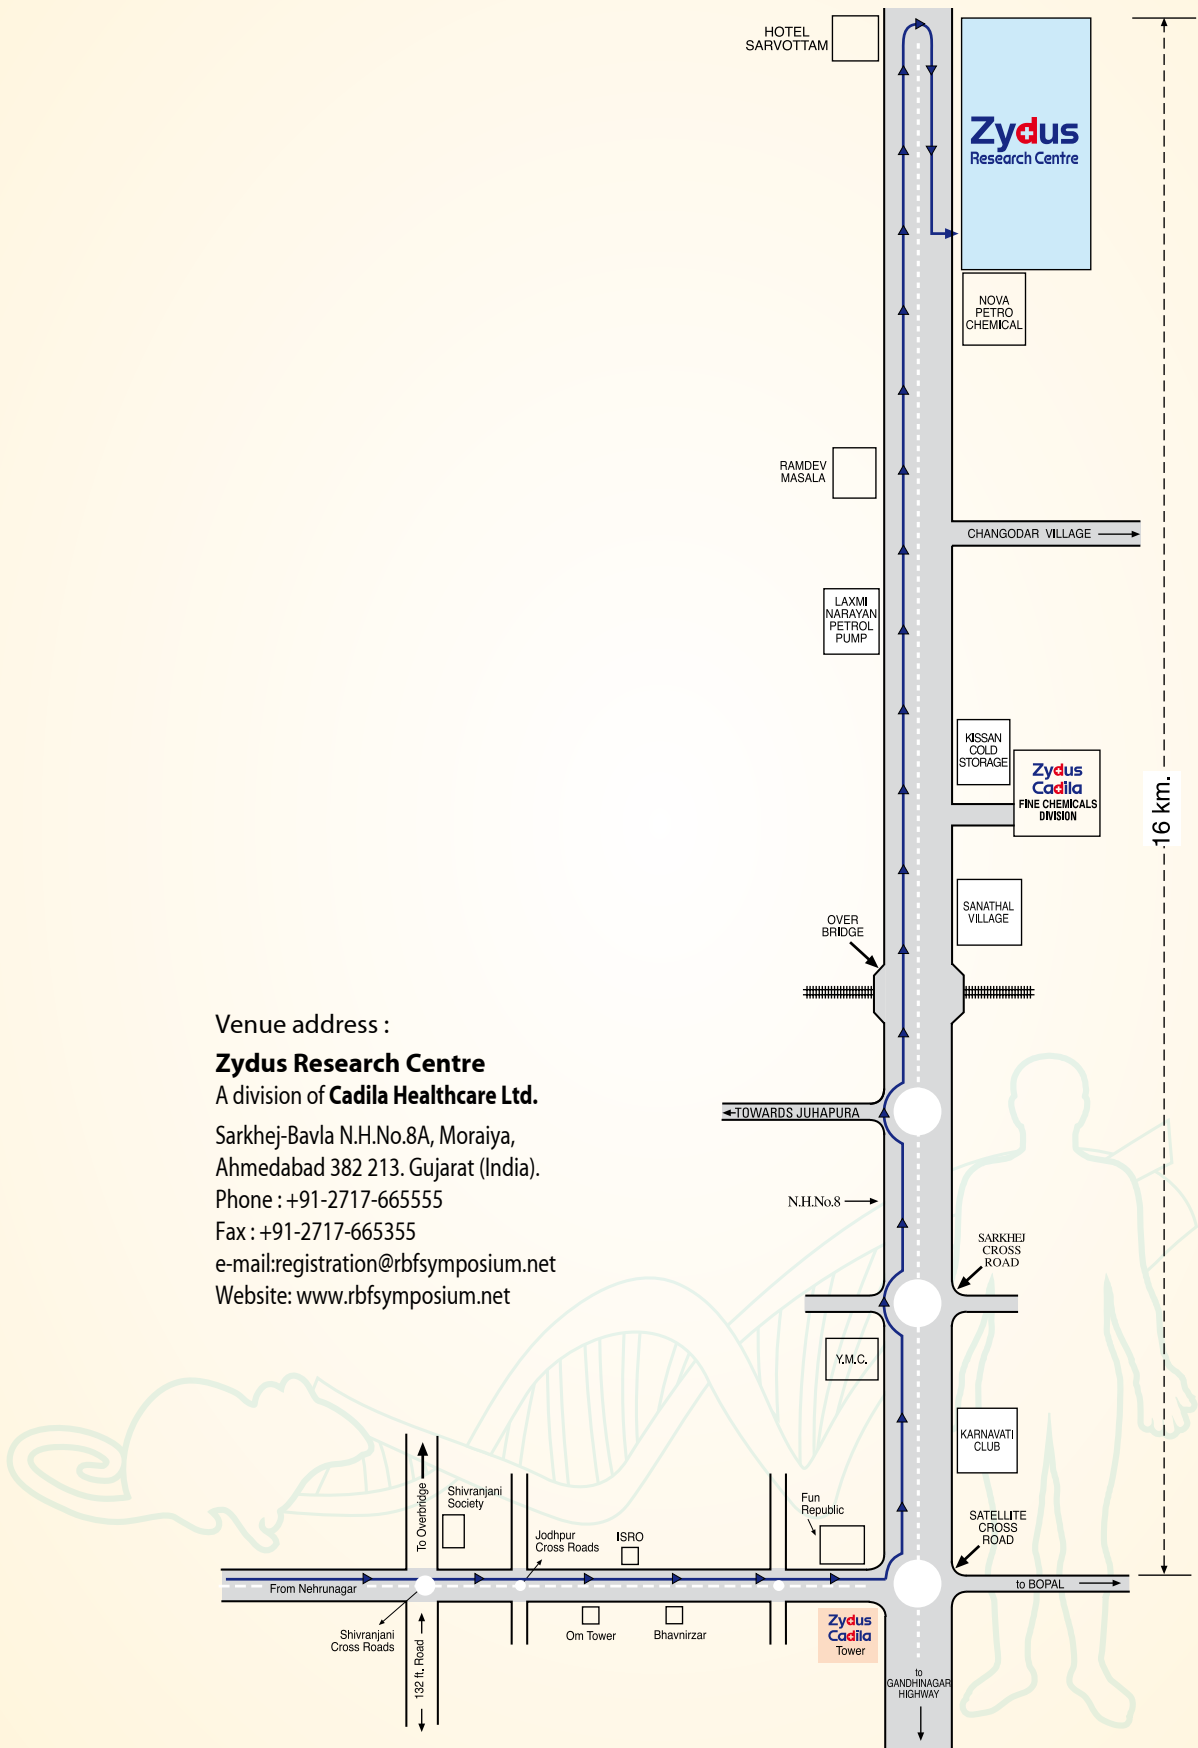 HOTEL
SARVOTTAM
Zydus
Research Centre
NOVA
PETRO
CHEMICAL
RAMDEV
MASALA
CHANGODAR VILLAGE
LAXMI
NARAYAN
PETROL
PUMP
KISSAN
COLD
STORAGE
Zydus
Cadila
FINE CHEMICALS
DIVISION
16 km.
SANATHAL
VILLAGE
OVER
BRIDGE
Venue address :
Zydus Research Centre
A division of Cadila Healthcare Ltd.
Sarkhej-Bavla N.H.No.8A, Moraiya,
Ahmedabad 382 213. Gujarat (India).
Phone : +91-2717-665555
Fax : +91-2717-665355
e-mail:registration@rbfsymposium.net
Website: www.rbfsymposium.net
TOWARDS JUHAPURA
N.H.No.8
SARKHEJ
CROSS
ROAD
Y.M.C.
KARNAVATI
CLUB
To Overbridge
Shivranjani
Society
Jodhpur
Cross Roads
ISRO
Fun
Republic
SATELLITE
CROSS
ROAD
From Nehrunagar
to BOPAL
Shivranjani
Cross Roads
132 ft. Road
Om Tower
Bhavnirzar
Zydus
Cadila
Tower
to
GANDHINAGAR
HIGHWAY